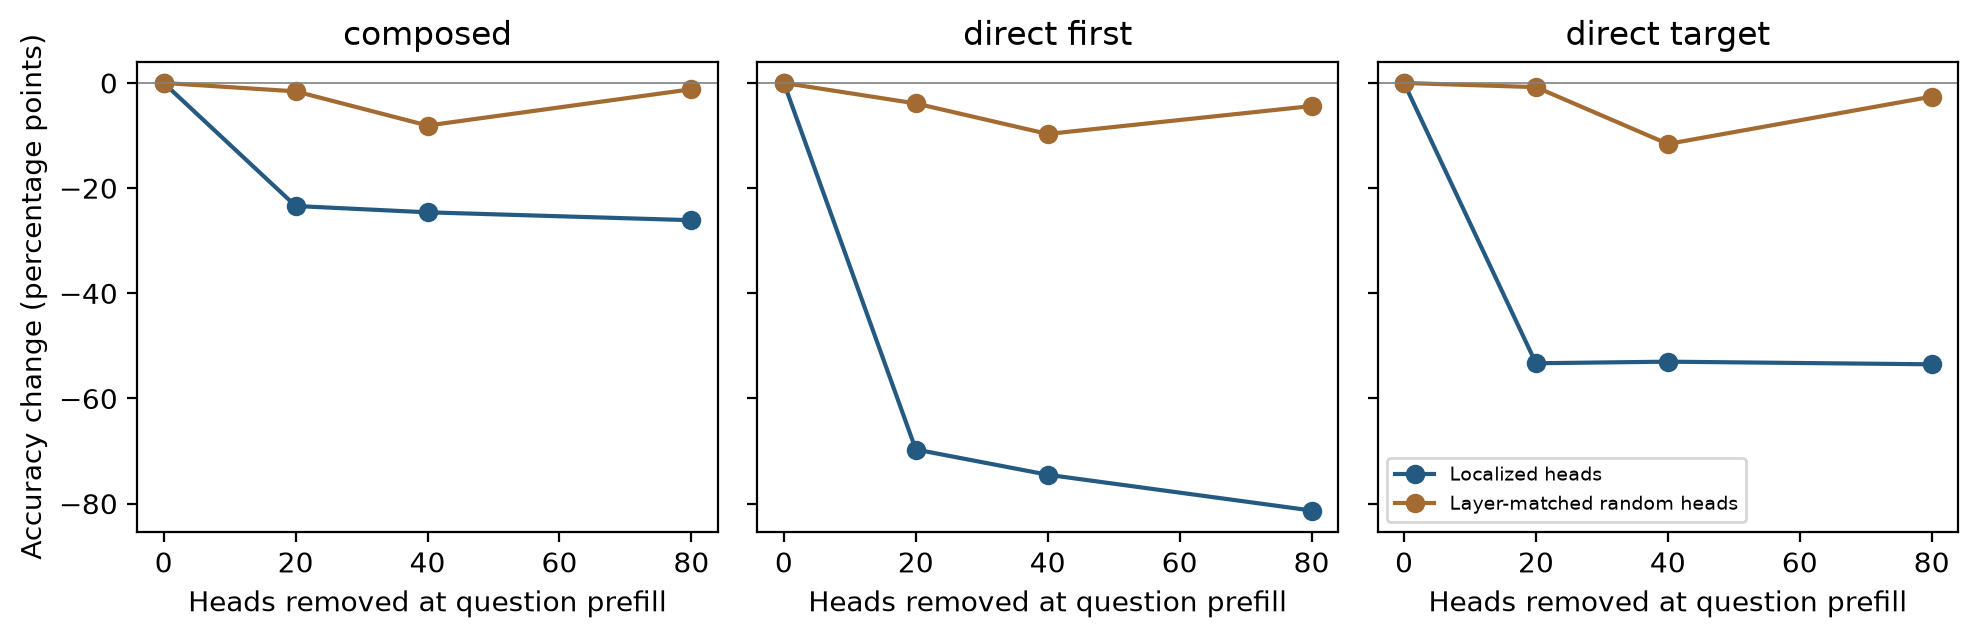 composed
direct first
direct target
Accuracy change (percentage points)
0
−20
−40
−60
−80
0 20 40 60 80
0 20 40 60 80
0 20 40 60 80
Heads removed at question prefill
Heads removed at question prefill
Heads removed at question prefill
Localized heads
Layer-matched random heads